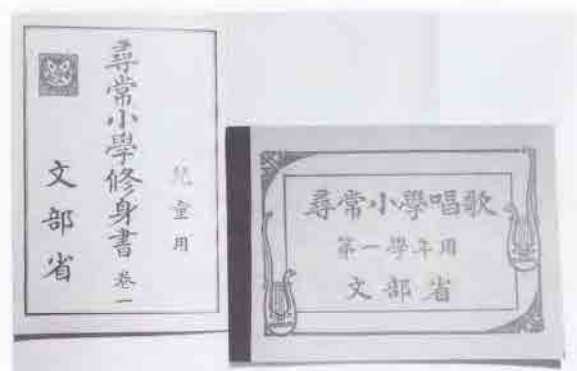 兒童用
尋常小學修身書 卷一
文部省
尋常小學唱歌
第一學年用
文部省